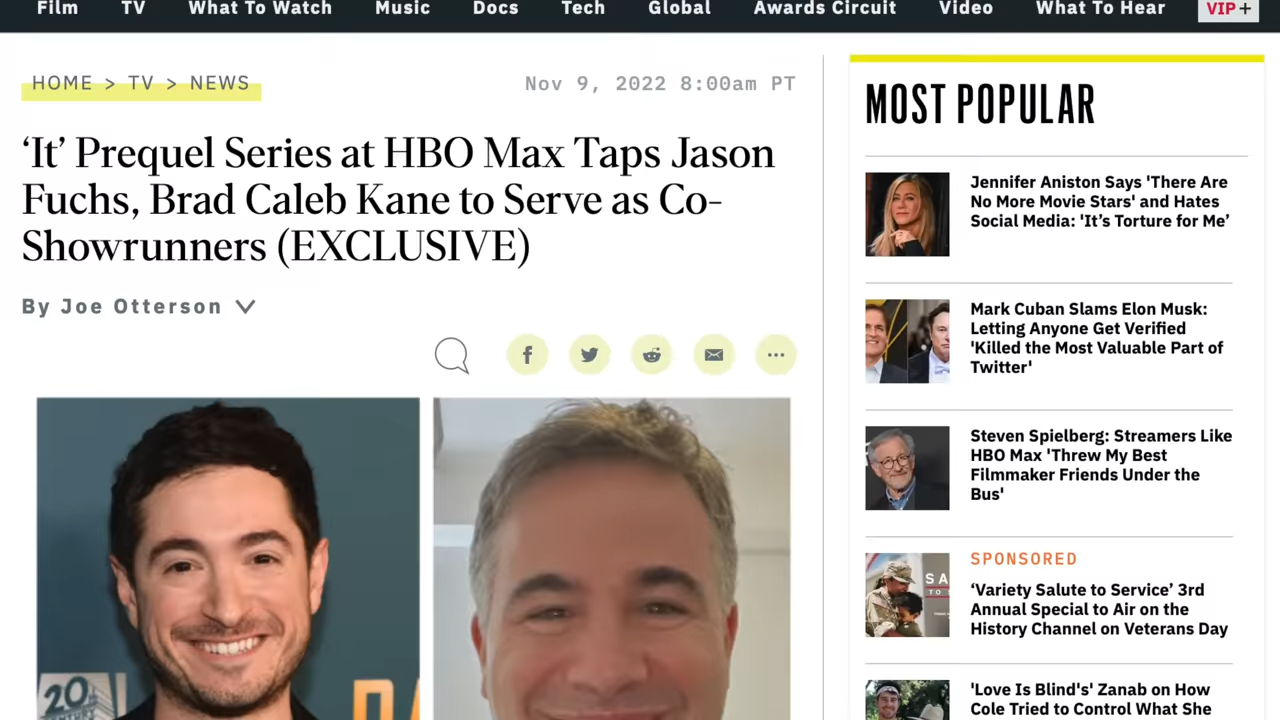 Film TV What To Watch Music Docs Tech Global Awards Circuit Video What To Hear VIP+
HOME > TV > NEWS
Nov 9, 2022 8:00am PT
‘It’ Prequel Series at HBO Max Taps Jason
Fuchs, Brad Caleb Kane to Serve as Co-
Showrunners (EXCLUSIVE)
By Joe Otterson
20th
MOST POPULAR
Jennifer Aniston Says 'There Are
No More Movie Stars' and Hates
Social Media: 'It’s Torture for Me’
Mark Cuban Slams Elon Musk:
Letting Anyone Get Verified
'Killed the Most Valuable Part of
Twitter'
Steven Spielberg: Streamers Like
HBO Max 'Threw My Best
Filmmaker Friends Under the
Bus'
SPONSORED
‘Variety Salute to Service’ 3rd
Annual Special to Air on the
History Channel on Veterans Day
'Love Is Blind's' Zanab on How
Cole Tried to Control What She